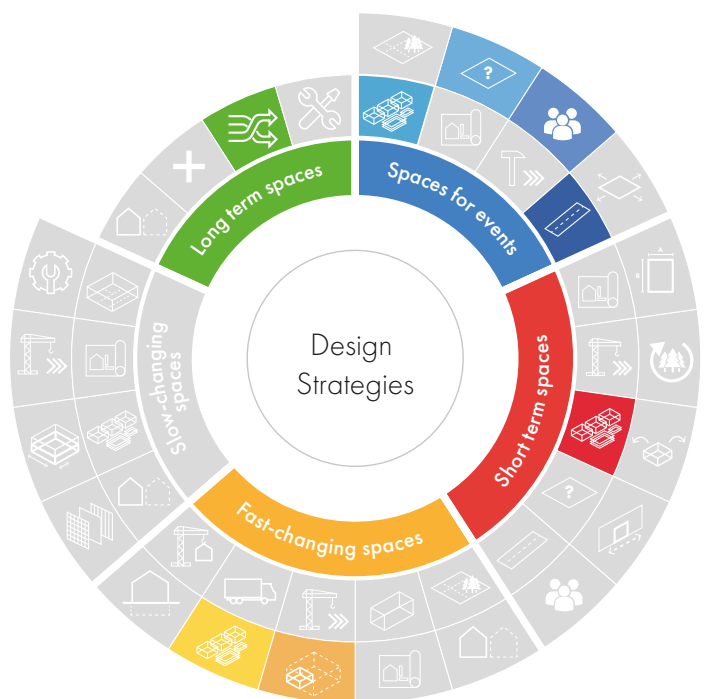 Long term spaces
Spaces for events
Short term spaces
Fast-changing spaces
Slow-changing
spaces
Design
Strategies
?
A
B
?